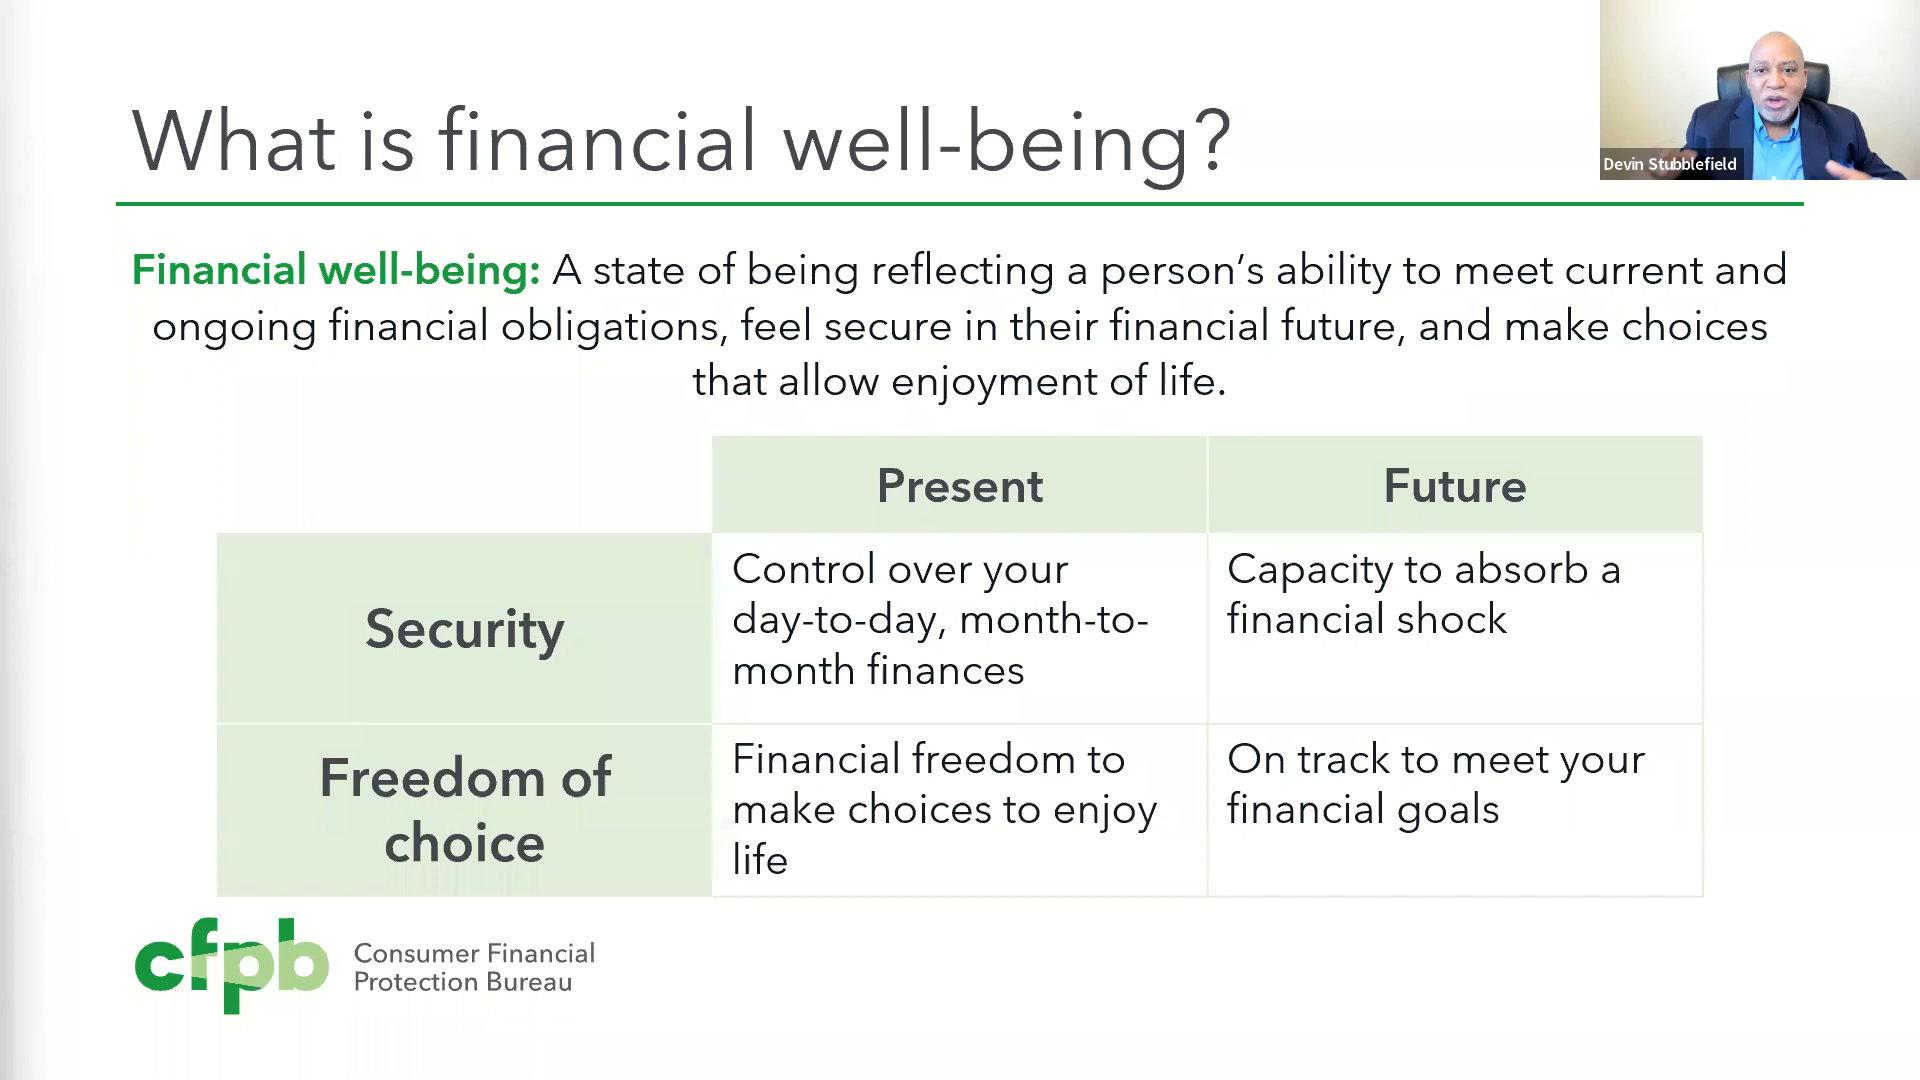 What is financial well-being?
Devin Stubblefield
Financial well-being: A state of being reflecting a person’s ability to meet current and
ongoing financial obligations, feel secure in their financial future, and make choices
that allow enjoyment of life.
Present
Future
Security
Control over your
day-to-day, month-to-
month finances
Capacity to absorb a
financial shock
Freedom of
choice
Financial freedom to
make choices to enjoy
life
On track to meet your
financial goals
cfpb
Consumer Financial
Protection Bureau